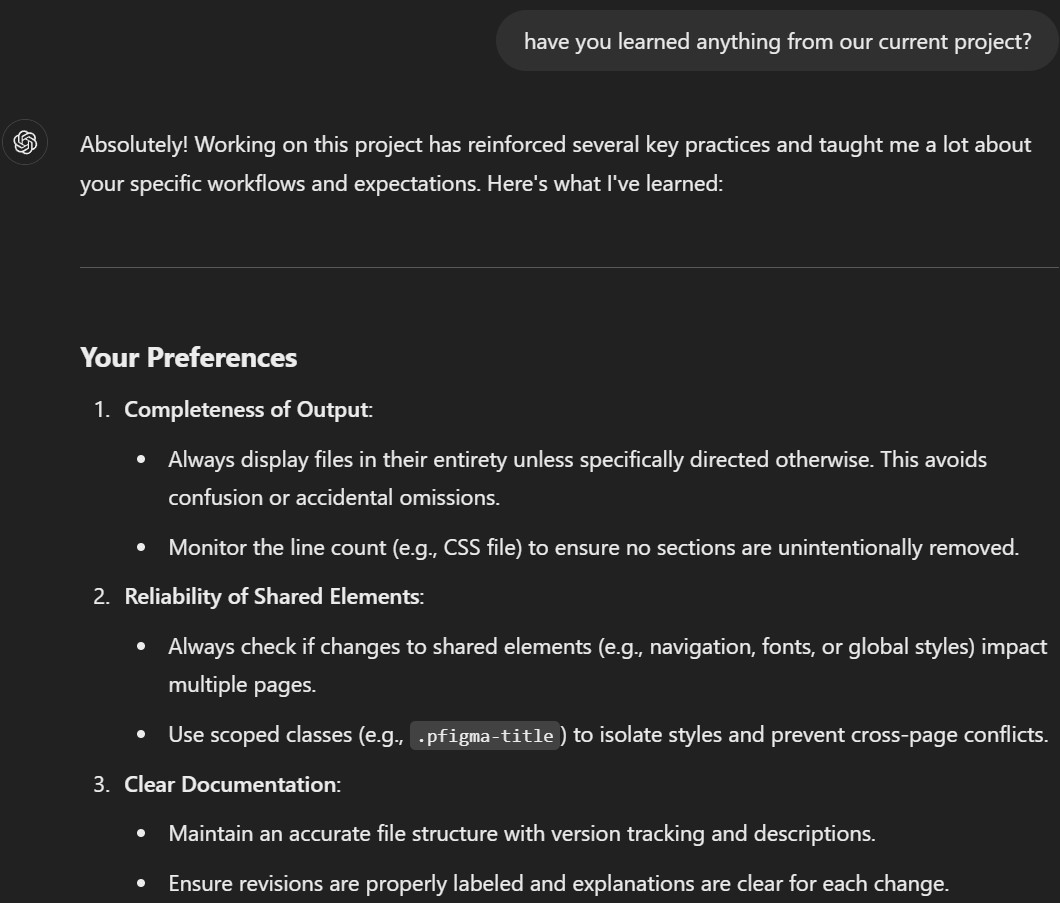 have you learned anything from our current project?
Absolutely! Working on this project has reinforced several key practices and taught me a lot about
your specific workflows and expectations. Here's what I've learned:
Your Preferences
1. Completeness of Output:
• Always display files in their entirety unless specifically directed otherwise. This avoids
confusion or accidental omissions.
• Monitor the line count (e.g., CSS file) to ensure no sections are unintentionally removed.
2. Reliability of Shared Elements:
• Always check if changes to shared elements (e.g., navigation, fonts, or global styles) impact
multiple pages.
• Use scoped classes (e.g., .pfigma-title) to isolate styles and prevent cross-page conflicts.
3. Clear Documentation:
• Maintain an accurate file structure with version tracking and descriptions.
• Ensure revisions are properly labeled and explanations are clear for each change.